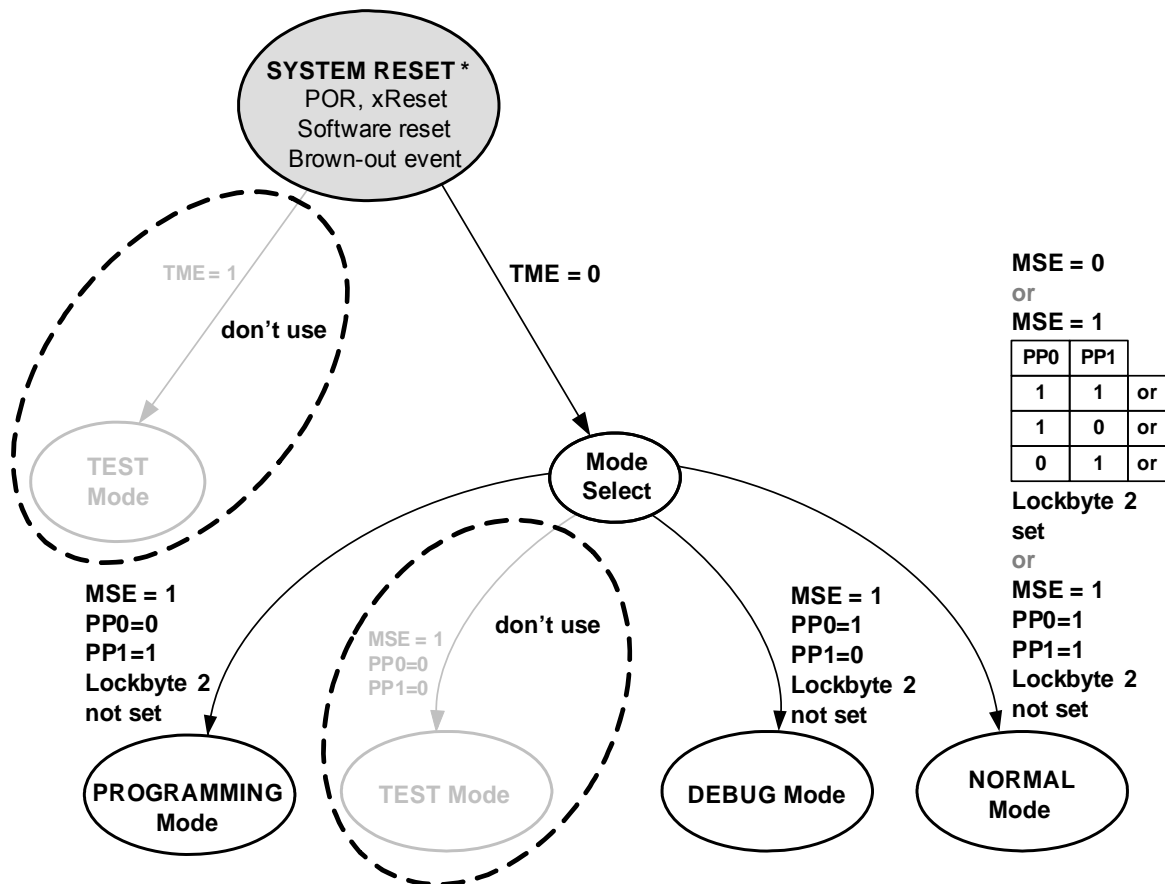 SYSTEM RESET *
POR, xReset
Software reset
Brown-out event
TME = 1
don’t use
TEST
Mode
TME = 0
Mode
Select
MSE = 1
PP0=0
PP1=1
Lockbyte 2
not set
PROGRAMMING
Mode
don’t use
MSE = 1
PP0=0
PP1=0
TEST Mode
MSE = 1
PP0=1
PP1=0
Lockbyte 2
not set
DEBUG Mode
MSE = 0
or
MSE = 1
PP0 PP1
1 1 or
1 0 or
0 1 or
Lockbyte 2
set
or
MSE = 1
PP0=1
PP1=1
Lockbyte 2
not set
NORMAL
Mode